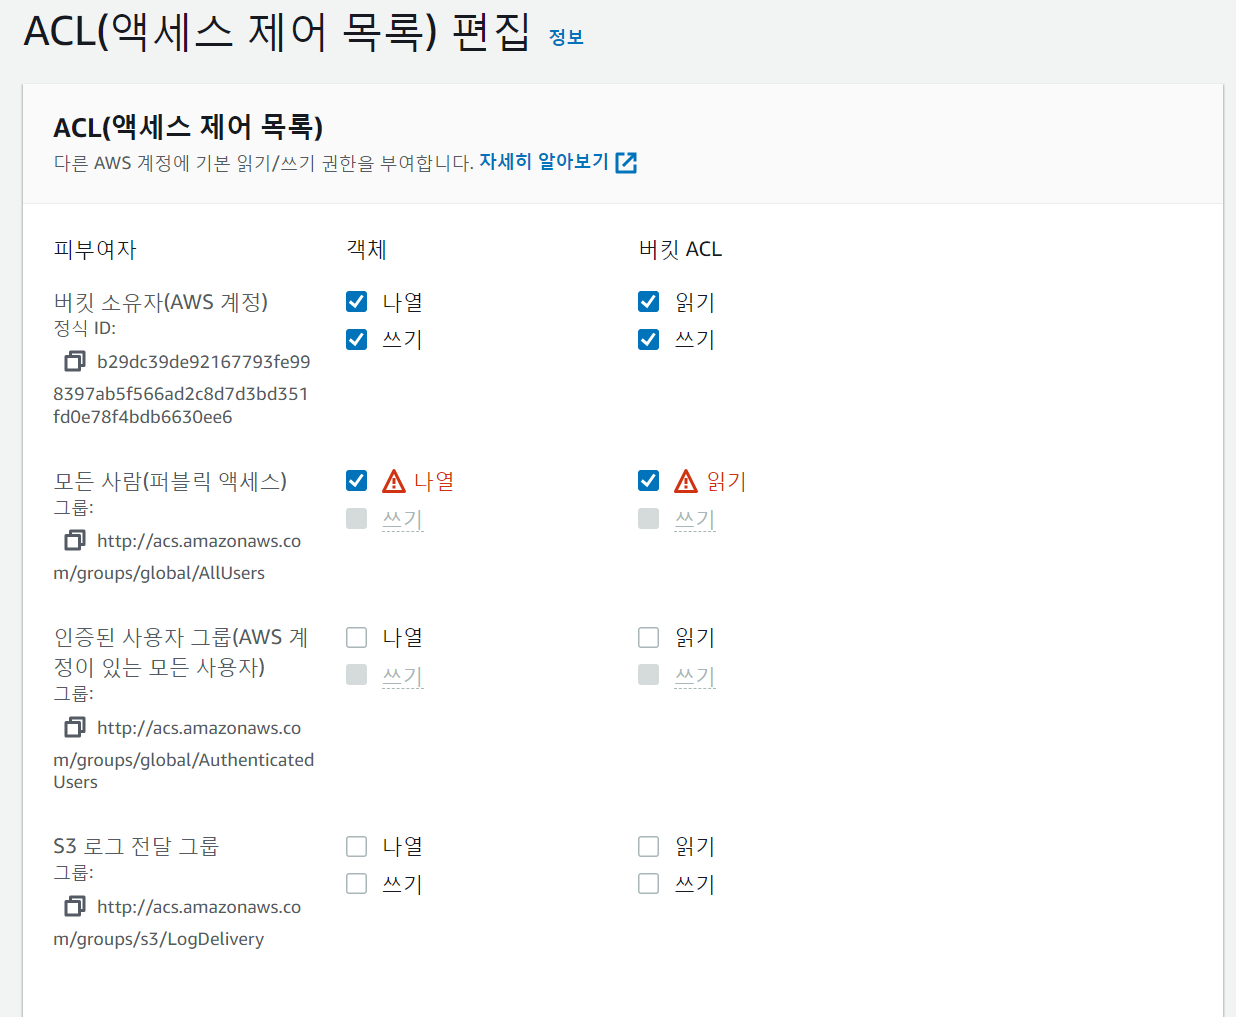 ACL(액세스 제어 목록) 편집 정보
ACL(액세스 제어 목록)
다른 AWS 계정에 기본 읽기/쓰기 권한을 부여합니다. 자세히 알아보기
피부여자 객체 버킷 ACL
버킷 소유자(AWS 계정) 나열 읽기
정식 ID:
쓰기 쓰기
b29dc39de92167793fe99
8397ab5f566ad2c8d7d3bd351
fd0e78f4bdb6630ee6
모든 사람(퍼블릭 액세스) 나열 읽기
그룹:
쓰기 쓰기
http://acs.amazonaws.co
m/groups/global/AllUsers
인증된 사용자 그룹(AWS 계 나열 읽기
정이 있는 모든 사용자) 쓰기 쓰기
그룹:
http://acs.amazonaws.co
m/groups/global/Authenticated
Users
S3 로그 전달 그룹 나열 읽기
그룹:
쓰기 쓰기
http://acs.amazonaws.co
m/groups/s3/LogDelivery